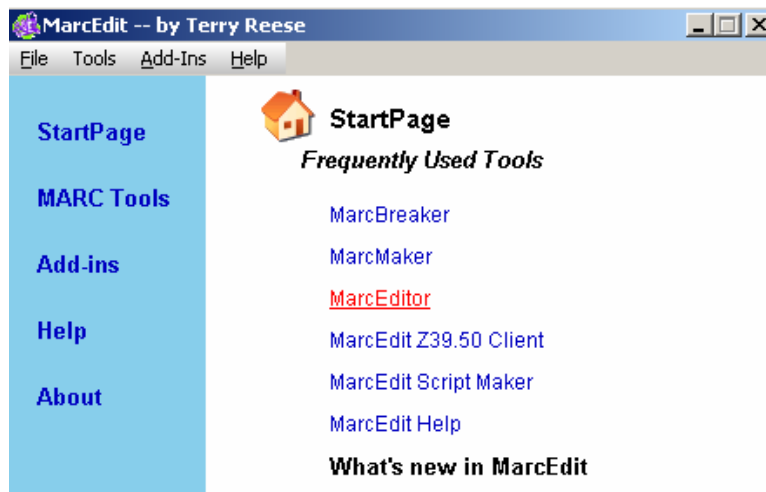 MarcEdit -- by Terry Reese
File Tools Add-Ins Help
StartPage
MARC Tools
Add-ins
Help
About
StartPage
Frequently Used Tools
MarcBreaker
MarcMaker
MarcEditor
MarcEdit Z39.50 Client
MarcEdit Script Maker
MarcEdit Help
What's new in MarcEdit